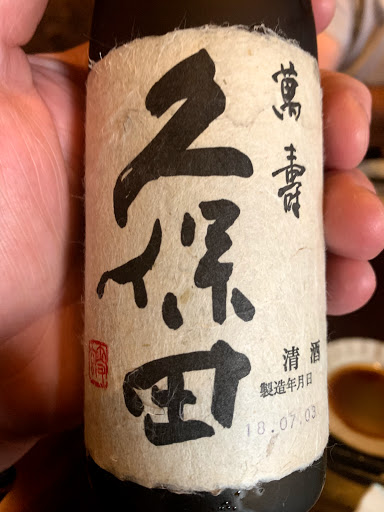 萬壽
久保田
清酒
製造年月日
18.07.03